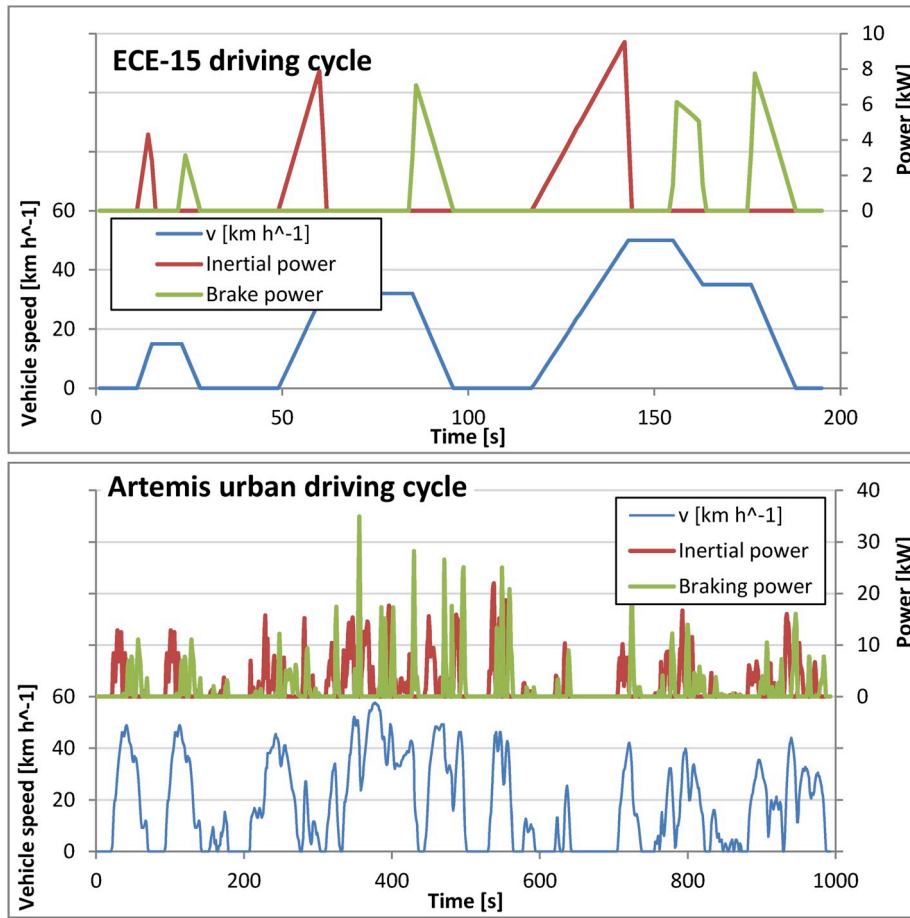 ECE-15 driving cycle
10
8
6
4
2
0
Power [kW]
60
40
20
0
Vehicle speed [km h^-1]
v [km h^-1]
Inertial power
Brake power
0
50
100
150
200
Time [s]
Artemis urban driving cycle
40
30
20
10
0
Power [kW]
v [km h^-1]
Inertial power
Braking power
60
40
20
0
Vehicle speed [km h^-1]
0
200
400
600
800
1000
Time [s]